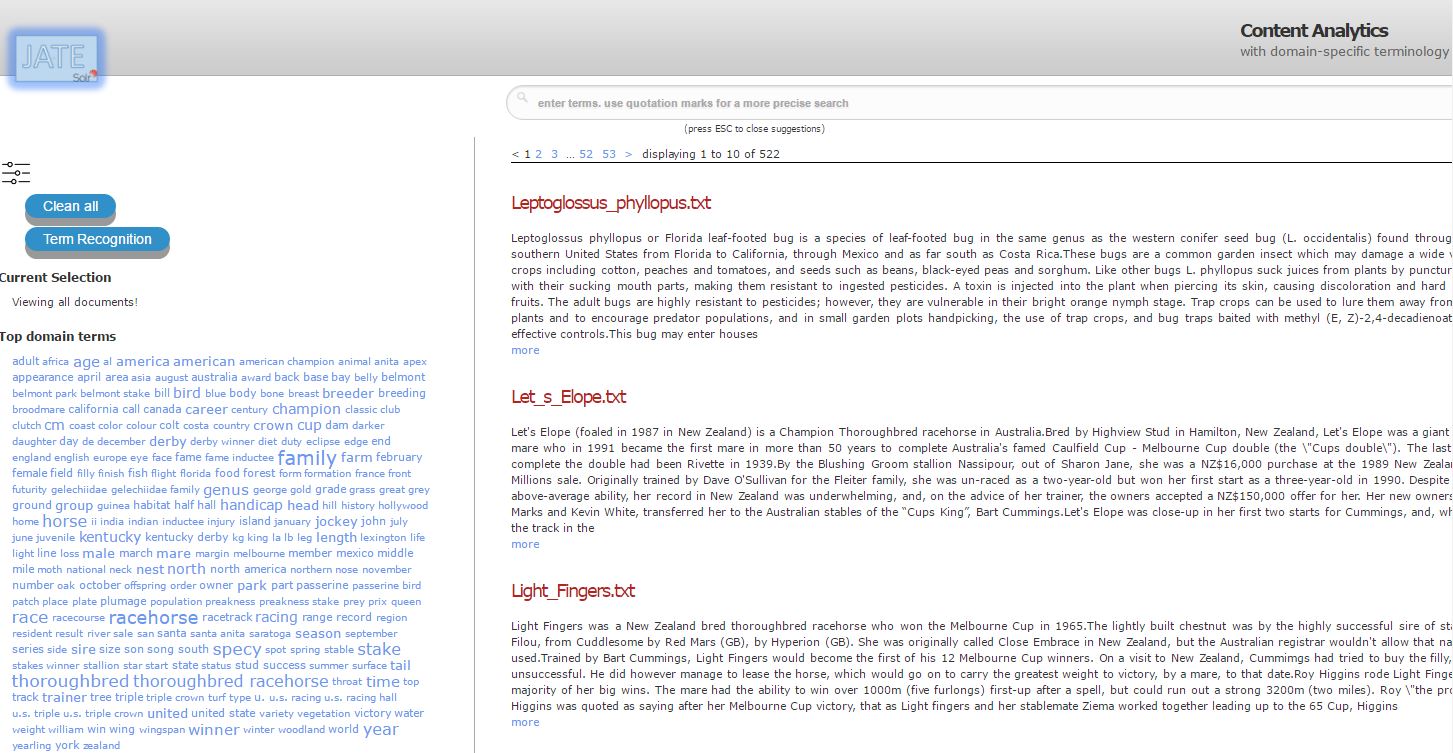 JATE
Solr
Content Analytics
with domain-specific terminology
enter terms. use quotation marks for a more precise search
(press ESC to close suggestions)
< 1 2 3 ... 52 53 > displaying 1 to 10 of 522
Clean all
Term Recognition
Current Selection
Viewing all documents!
Top domain terms
adult africa age al america american american champion animal anita apex
appearance april area asia august australia award back base bay belly belmont
belmont park belmont stake bill bird blue body bone breast breeder breeding
broodmare california call canada career century champion classic club
clutch cm coast color colour colt costa country crown cup dam darker
daughter day de december derby derby winner diet duty eclipse edge end
england english europe eye face fame fame inductee family farm february
female field filly finish fish flight florida food forest form formation france front
futurity gelechiidae gelechiidae family genus george gold grade grass great grey
ground group guinea habitat half hall handicap head hill history hollywood
home horse ii india indian inductee injury island january jockey john july
june juvenile kentucky kentucky derby kg king la lb leg length lexington life
light line loss male march mare margin melbourne member mexico middle
mile moth national neck nest north north america northern nose november
number oak october offspring order owner park part passerine passerine bird
patch place plate plumage population preakness preakness stake prey prix queen
race racecourse racehorse racetrack racing range record region
resident result river sale san santa santa anita saratoga season september
series side sire size son song south specy spot spring stable stake
stakes winner stallion star start state status stud success summer surface tail
thoroughbred thoroughbred racehorse throat time top
track trainer tree triple triple crown turf type u. u.s. racing u.s. racing hall
u.s. triple u.s. triple crown united united state variety vegetation victory water
weight william win wing wingspan winner winter woodland world year
yearling york zealand
Leptoglossus_phyllopus.txt
Leptoglossus phyllopus or Florida leaf-footed bug is a species of leaf-footed bug in the same genus as the western conifer seed bug (L. occidentalis) found throug
southern United States from Florida to California, through Mexico and as far south as Costa Rica.These bugs are a common garden insect which may damage a wide v
crops including cotton, peaches and tomatoes, and seeds such as beans, black-eyed peas and sorghum. Like other bugs L. phyllopus suck juices from plants by punctur
with their sucking mouth parts, making them resistant to ingested pesticides. A toxin is injected into the plant when piercing its skin, causing discoloration and hard
fruits. The adult bugs are highly resistant to pesticides; however, they are vulnerable in their bright orange nymph stage. Trap crops can be used to lure them away from
plants and to encourage predator populations, and in small garden plots handpicking, the use of trap crops, and bug traps baited with methyl (E, Z)-2,4-decadienoat
effective controls.This bug may enter houses
more
Let_s_Elope.txt
Let's Elope (foaled in 1987 in New Zealand) is a Champion Thoroughbred racehorse in Australia.Bred by Highview Stud in Hamilton, New Zealand, Let's Elope was a giant
mare who in 1991 became the first mare in more than 50 years to complete Australia's famed Caulfield Cup - Melbourne Cup double (the \"Cups double\"). The last
complete the double had been Rivette in 1939.By the Blushing Groom stallion Nassipour, out of Sharon Jane, she was a NZ$16,000 purchase at the 1989 New Zealan
Millions sale. Originally trained by Dave O'Sullivan for the Fleiter family, she was un-raced as a two-year-old but won her first start as a three-year-old in 1990. Despite
above-average ability, her record in New Zealand was underwhelming, and, on the advice of her trainer, the owners accepted a NZ$150,000 offer for her. Her new owners
Marks and Kevin White, transferred her to the Australian stables of the “Cups King”, Bart Cummings.Let's Elope was close-up in her first two starts for Cummings, and, wh
the track in the
more
Light_Fingers.txt
Light Fingers was a New Zealand bred thoroughbred racehorse who won the Melbourne Cup in 1965.The lightly built chestnut was by the highly successful sire of sta
Filou, from Cuddlesome by Red Mars (GB), by Hyperion (GB). She was originally called Close Embrace in New Zealand, but the Australian registrar wouldn't allow that na
used.Trained by Bart Cummings, Light Fingers would become the first of his 12 Melbourne Cup winners. On a visit to New Zealand, Cummimgs had tried to buy the filly,
unsuccessful. He did however manage to lease the horse, which would go on to carry the greatest weight to victory, by a mare, to that date.Roy Higgins rode Light Finge
majority of her big wins. The mare had the ability to win over 1000m (five furlongs) first-up after a spell, but could run out a strong 3200m (two miles). Roy \"the pro
Higgins was quoted as saying after her Melbourne Cup victory, that as Light fingers and her stablemate Ziema worked together leading up to the 65 Cup, Higgins
more